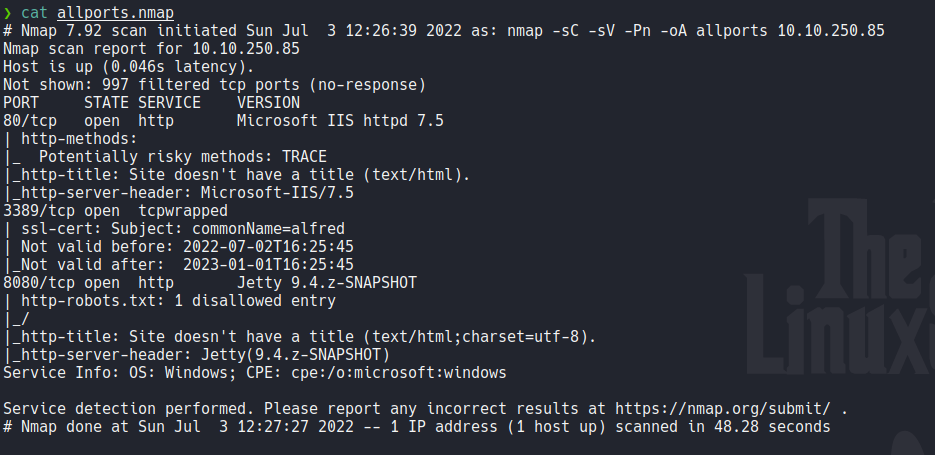 ❯ cat allports.nmap
# Nmap 7.92 scan initiated Sun Jul  3 12:26:39 2022 as: nmap -sC -sV -Pn -oA allports 10.10.250.85
Nmap scan report for 10.10.250.85
Host is up (0.046s latency).
Not shown: 997 filtered tcp ports (no-response)
PORT     STATE SERVICE    VERSION
80/tcp   open  http       Microsoft IIS httpd 7.5
| http-methods:
|_  Potentially risky methods: TRACE
|_http-title: Site doesn't have a title (text/html).
|_http-server-header: Microsoft-IIS/7.5
3389/tcp open  tcpwrapped
| ssl-cert: Subject: commonName=alfred
| Not valid before: 2022-07-02T16:25:45
|_Not valid after:  2023-01-01T16:25:45
8080/tcp open  http       Jetty 9.4.z-SNAPSHOT
| http-robots.txt: 1 disallowed entry
|_/
|_http-title: Site doesn't have a title (text/html;charset=utf-8).
|_http-server-header: Jetty(9.4.z-SNAPSHOT)
Service Info: OS: Windows; CPE: cpe:/o:microsoft:windows

Service detection performed. Please report any incorrect results at https://nmap.org/submit/ .
# Nmap done at Sun Jul  3 12:27:27 2022 -- 1 IP address (1 host up) scanned in 48.28 seconds
The
Linux